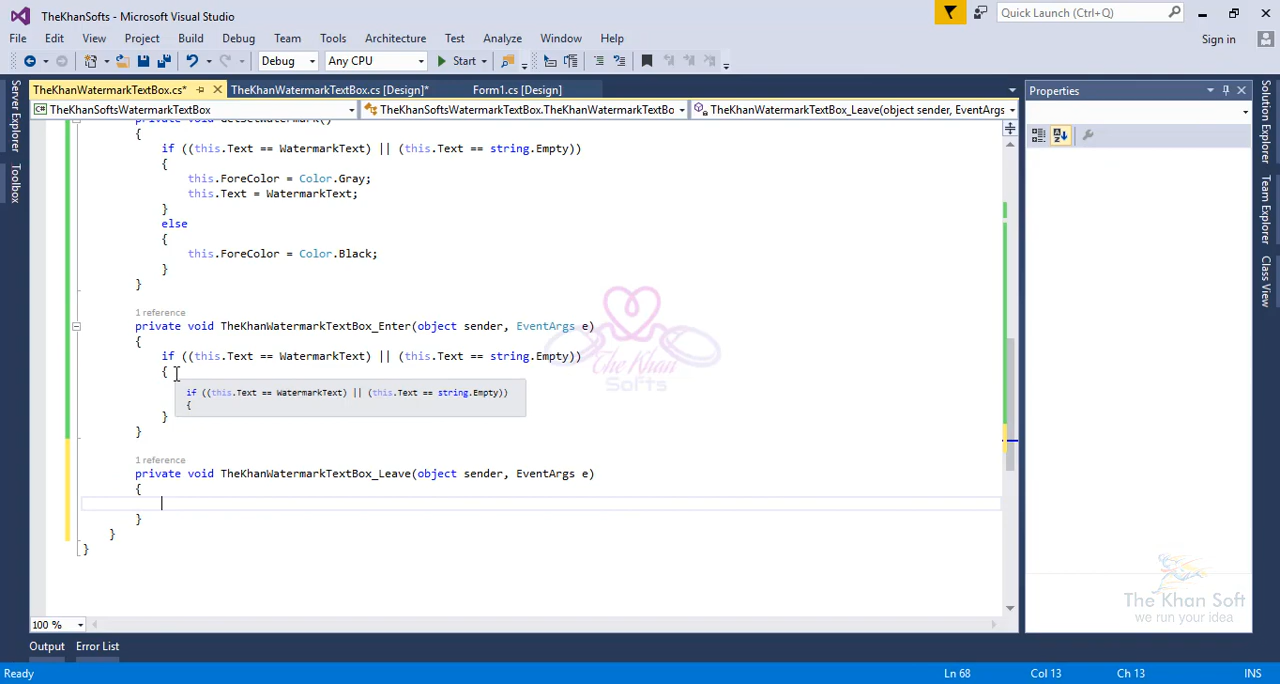 TheKhanSofts - Microsoft Visual Studio
Quick Launch (Ctrl+Q)
File Edit View Project Build Debug Team Tools Architecture Test Analyze Window Help
Sign in
Debug Any CPU Start
TheKhanWatermarkTextBox.cs*
TheKhanWatermarkTextBox.cs [Design]*
Form1.cs [Design]
Properties
TheKhanSoftsWatermarkTextBox
TheKhanSoftsWatermarkTextBox.TheKhanWatermarkTextBo
TheKhanWatermarkTextBox_Leave(object sender, EventArgs
Server Explorer
Toolbox
Solution Explorer
Team Explorer
Class View
private void GetSetWatermark()
{
if ((this.Text == WatermarkText) || (this.Text == string.Empty))
{
this.ForeColor = Color.Gray;
this.Text = WatermarkText;
}
else
{
this.ForeColor = Color.Black;
}
}
1 reference
private void TheKhanWatermarkTextBox_Enter(object sender, EventArgs e)
{
if ((this.Text == WatermarkText) || (this.Text == string.Empty))
{
if ((this.Text == WatermarkText) || (this.Text == string.Empty))
{
}
}
1 reference
private void TheKhanWatermarkTextBox_Leave(object sender, EventArgs e)
{
}
}
}
The Khan
Softs
The Khan Soft
we run your idea
100 %
Output Error List
Ready
Ln 68 Col 13 Ch 13 INS